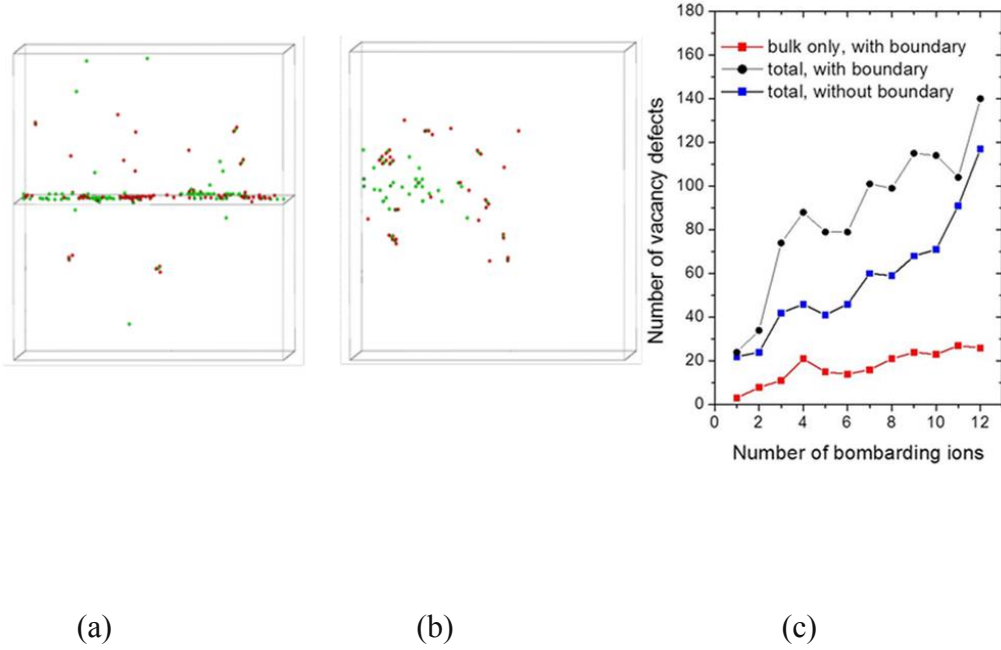 180
160
140
120
100
80
60
40
20
0
Number of vacancy defects
bulk only, with boundary
total, with boundary
total, without boundary
0 2 4 6 8 10 12
Number of bombarding ions
(a) (b) (c)